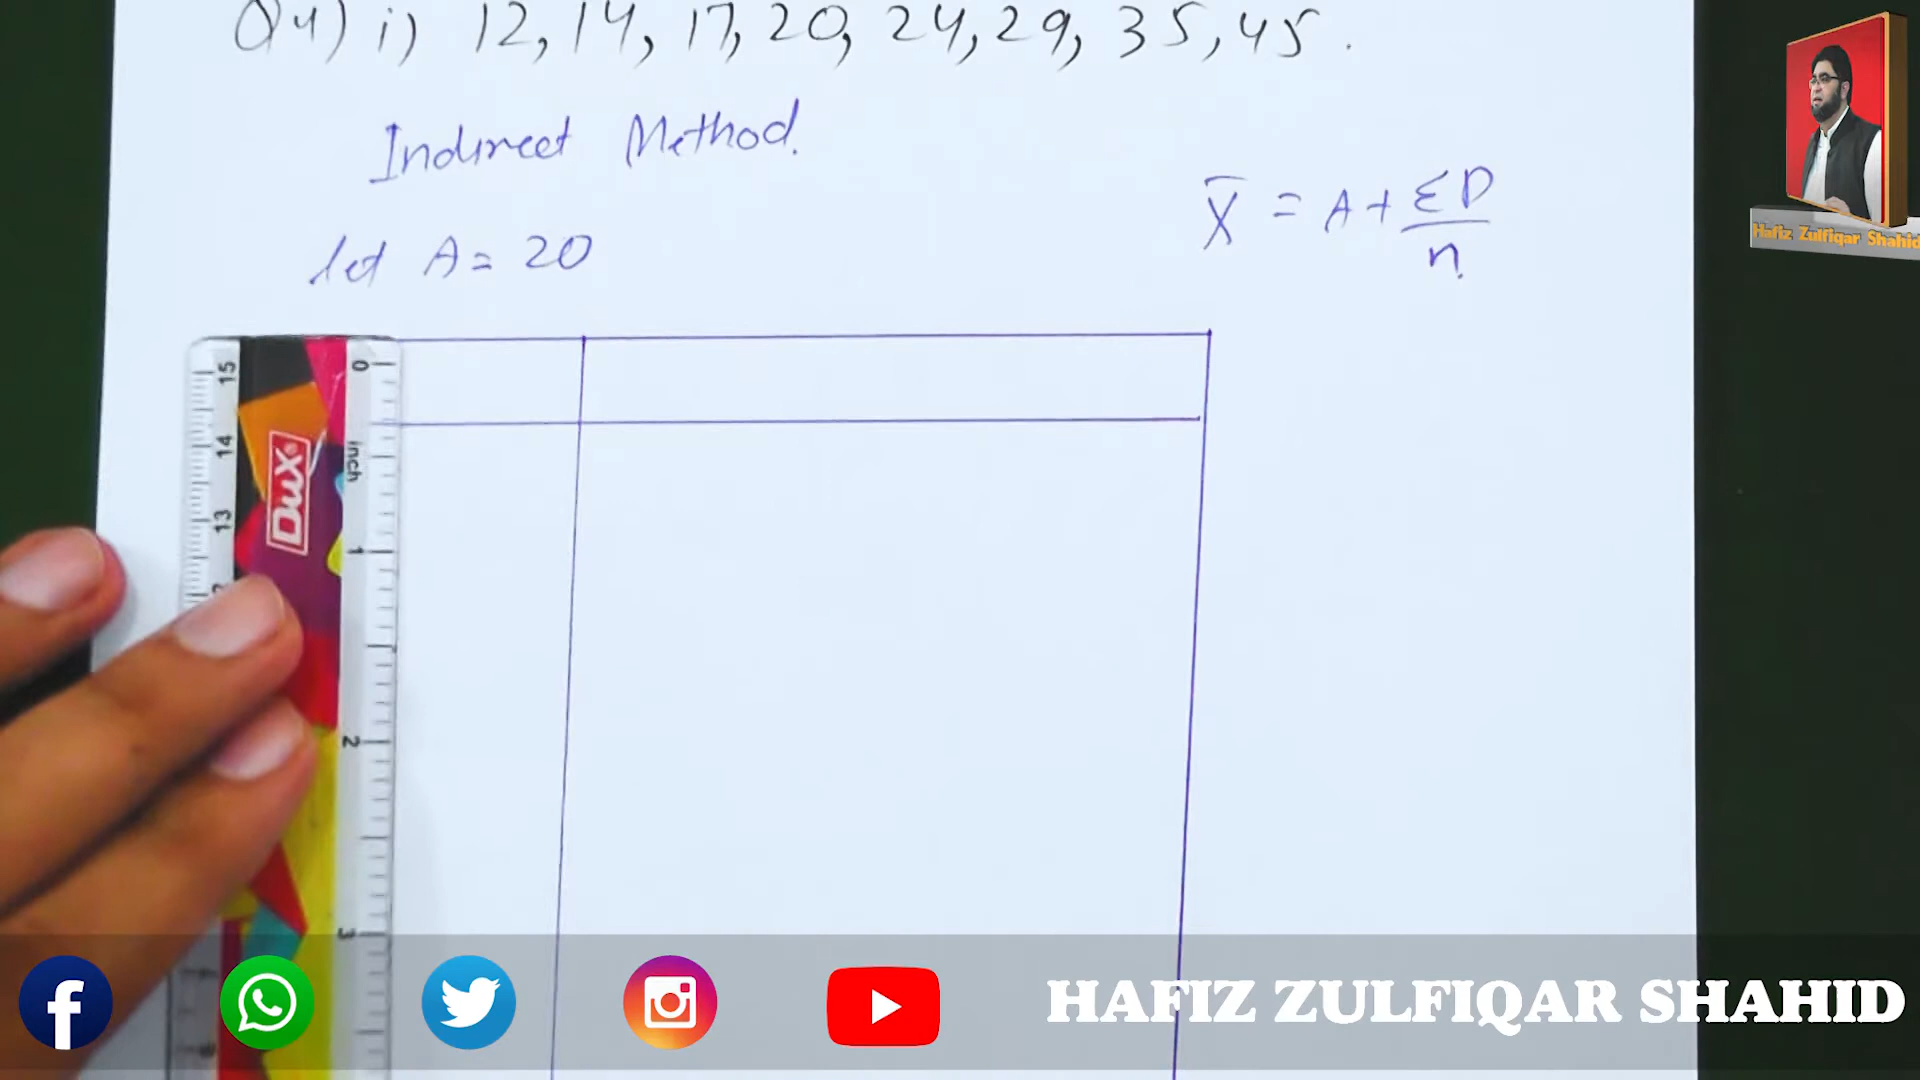 Q4) i) 12, 14, 17, 20, 24, 29, 35, 45.
Indirect Method.
let A = 20
X̄ = A + ΣD / n
Hafiz Zulfiqar Shahid
15 14 13
0 inch 1 2 3
Dux
HAFIZ ZULFIQAR SHAHID